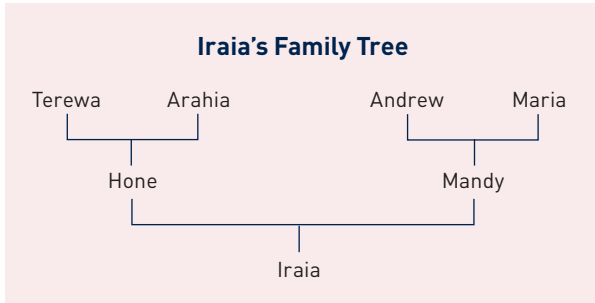 Iraia’s Family Tree
Terewa Arahia Andrew Maria
Hone Mandy
Iraia